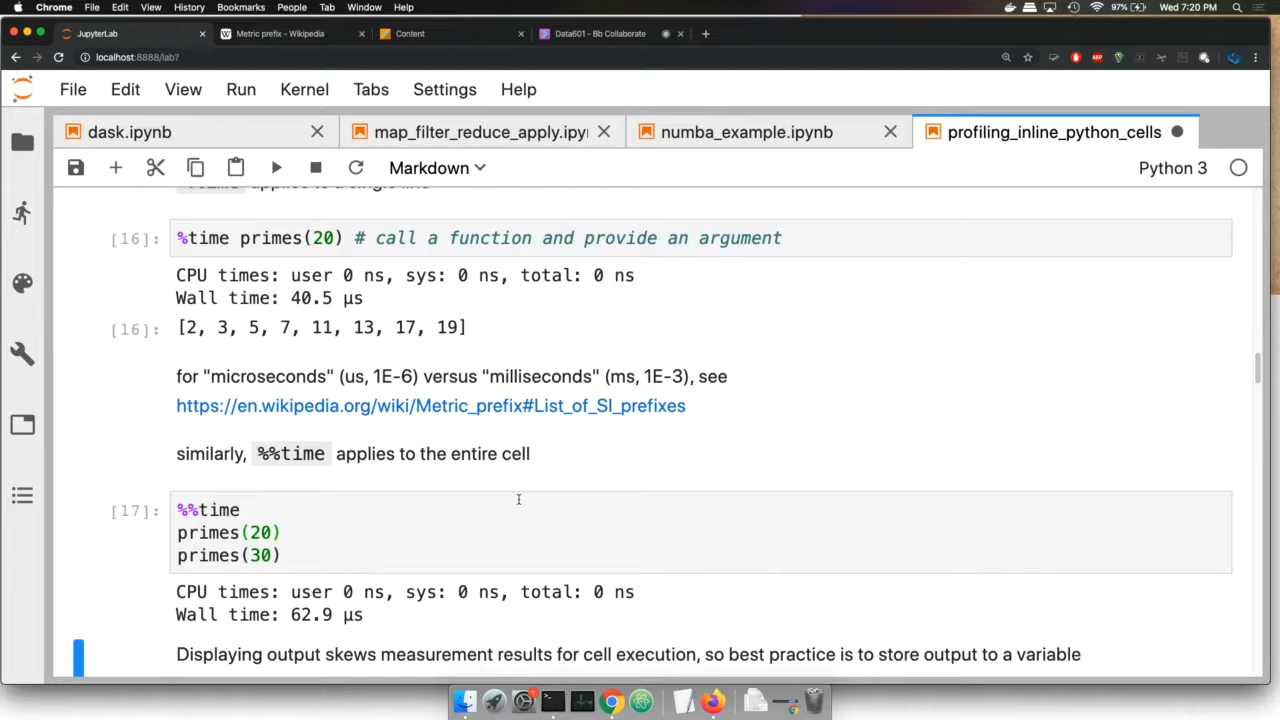 Chrome File Edit View History Bookmarks People Tab Window Help 97% Wed 7:20 PM
JupyterLab Metric prefix - Wikipedia Content Data601 - Bb Collaborate
localhost:8888/lab?
File Edit View Run Kernel Tabs Settings Help
dask.ipynb map_filter_reduce_apply.ipy numba_example.ipynb profiling_inline_python_cells
Markdown Python 3
applies to a single line
[16]: %time primes(20) # call a function and provide an argument
CPU times: user 0 ns, sys: 0 ns, total: 0 ns
Wall time: 40.5 µs
[16]: [2, 3, 5, 7, 11, 13, 17, 19]
for "microseconds" (us, 1E-6) versus "milliseconds" (ms, 1E-3), see
https://en.wikipedia.org/wiki/Metric_prefix#List_of_SI_prefixes
similarly, %%time applies to the entire cell
[17]: %%time
primes(20)
primes(30)
CPU times: user 0 ns, sys: 0 ns, total: 0 ns
Wall time: 62.9 µs
Displaying output skews measurement results for cell execution, so best practice is to store output to a variable